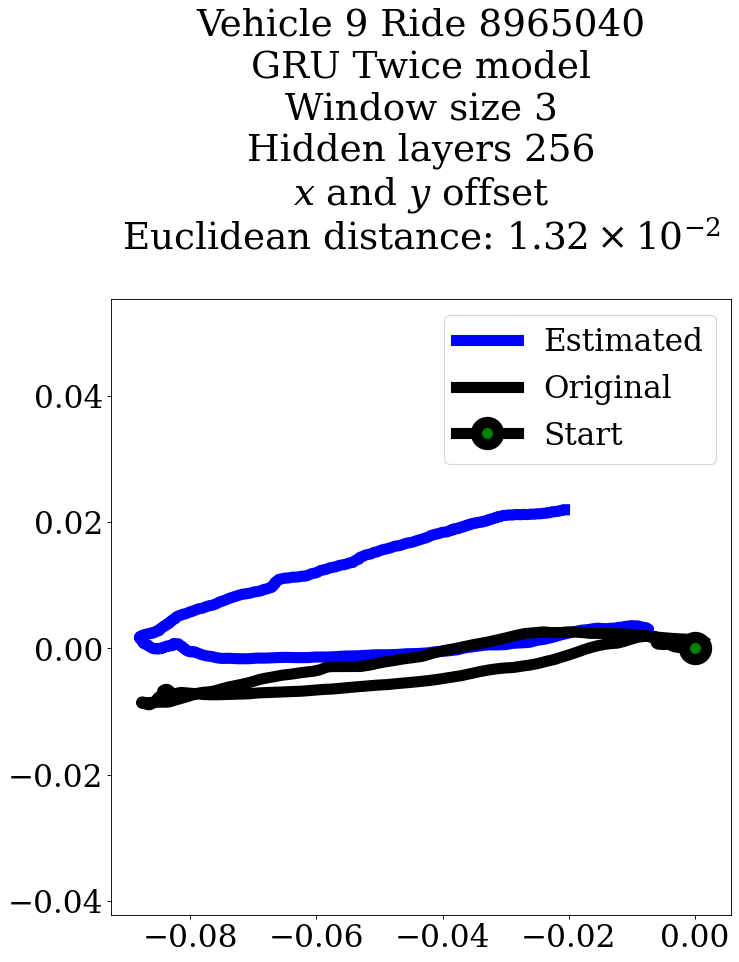 Vehicle 9 Ride 8965040
GRU Twice model
Window size 3
Hidden layers 256
x and y offset
Euclidean distance: 1.32 × 10⁻²
Estimated
Original
Start
0.04
0.02
0.00
−0.02
−0.04
−0.08 −0.06 −0.04 −0.02 0.00